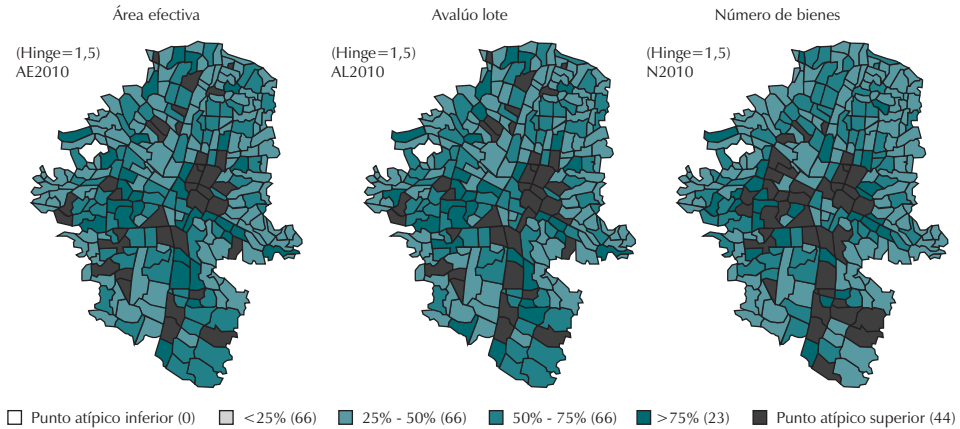 Área efectiva
Avalúo lote
Número de bienes
(Hinge=1,5)
AE2010
(Hinge=1,5)
AL2010
(Hinge=1,5)
N2010
Punto atípico inferior (0)
<25% (66)
25% - 50% (66)
50% - 75% (66)
>75% (23)
Punto atípico superior (44)